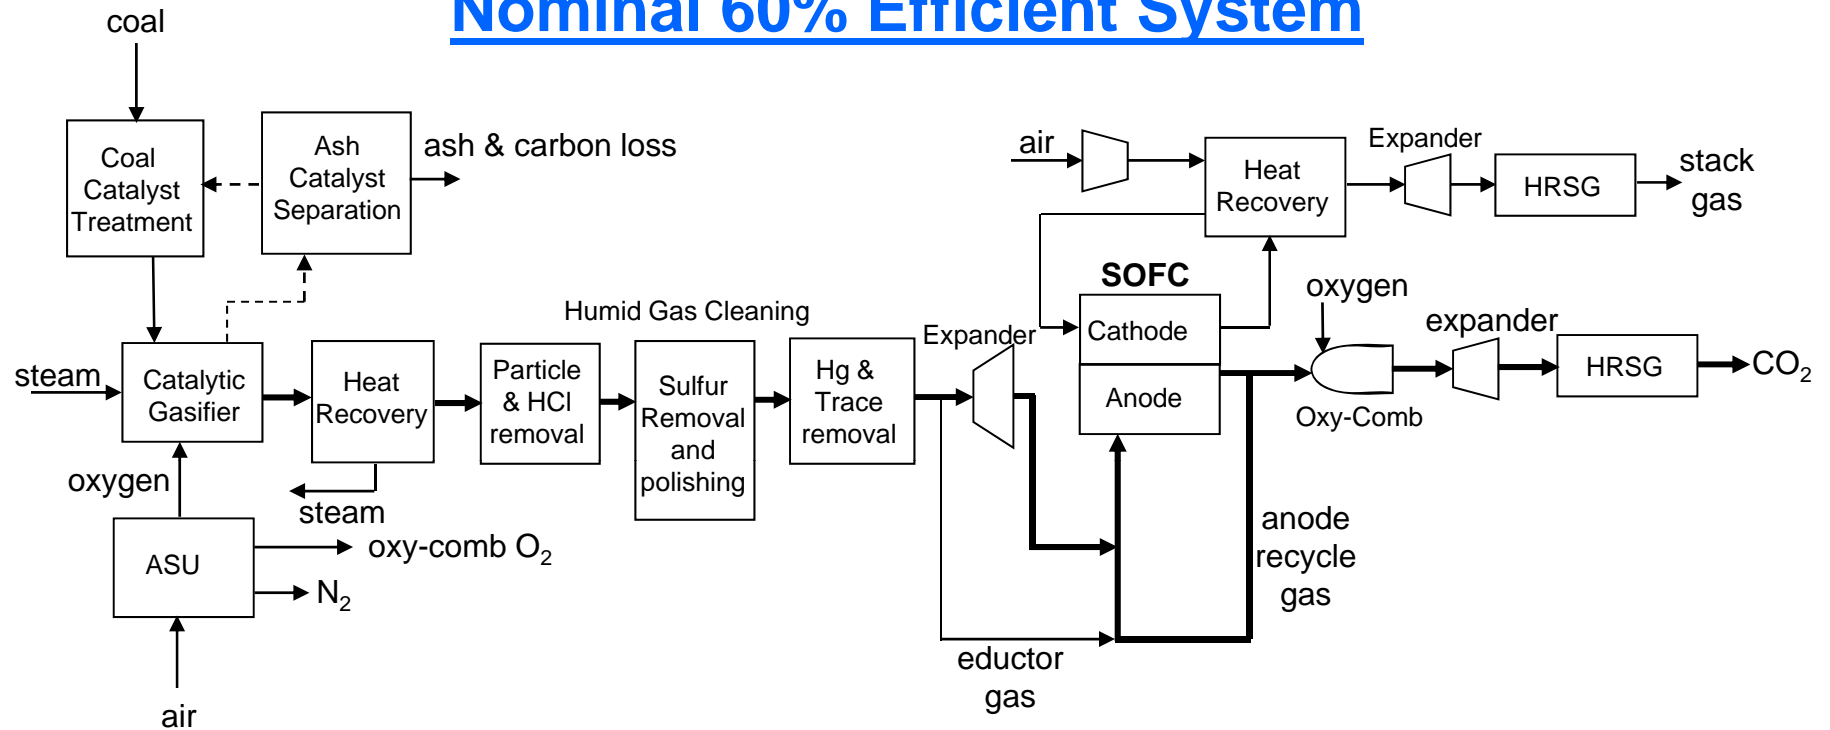 Nominal 60% Efficient System
coal
Coal
Catalyst
Treatment
Ash
Catalyst
Separation
ash & carbon loss
air
Heat
Recovery
Expander
HRSG
stack
gas
SOFC
Cathode
Anode
oxygen
expander
Oxy-Comb
HRSG
CO₂
Humid Gas Cleaning
steam
Catalytic
Gasifier
Heat
Recovery
Particle
& HCl
removal
Sulfur
Removal
and
polishing
Hg &
Trace
removal
Expander
oxygen
steam
ASU
oxy-comb O₂
N₂
air
anode
recycle
gas
eductor
gas